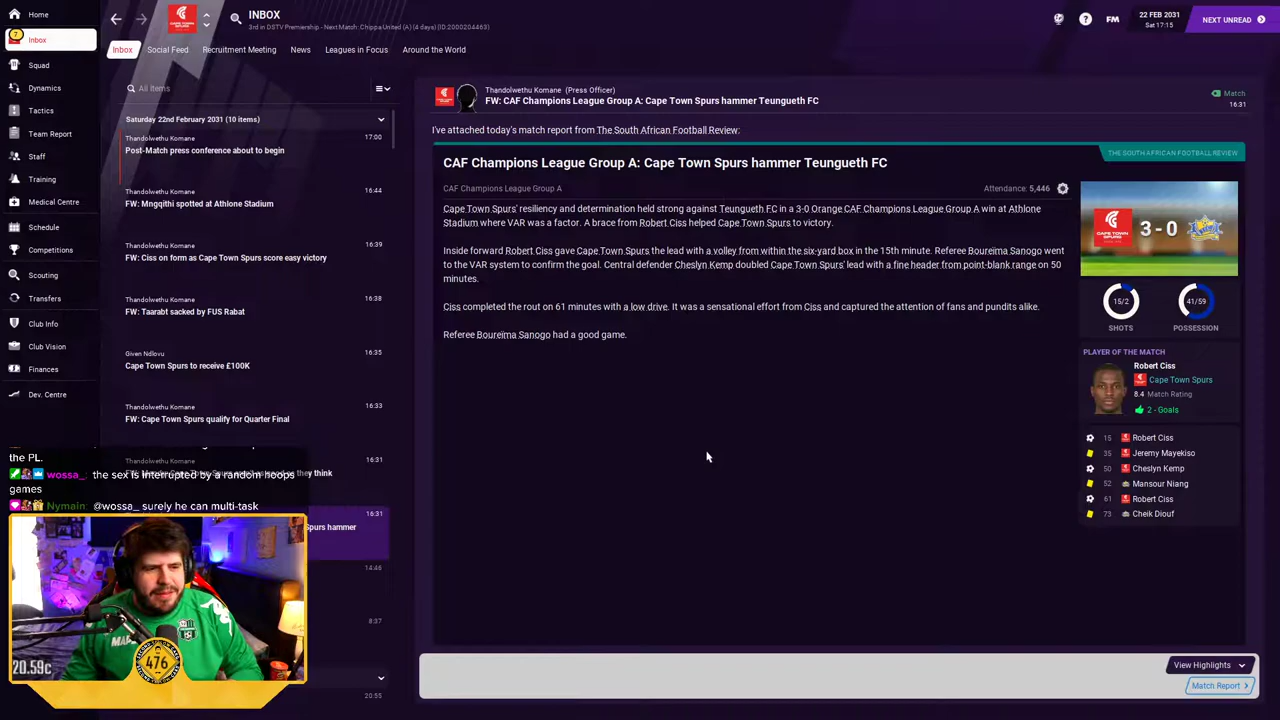 Home
INBOX
3rd in DSTV Premiership - Next Match: Chippa United (A) (4 days) (ID:2000204463)
22 FEB 2031
Sat 17:15
FM
NEXT UNREAD
7
Inbox
Squad
Dynamics
Tactics
Team Report
Staff
Training
Medical Centre
Schedule
Competitions
Scouting
Transfers
Club Info
Club Vision
Finances
Dev. Centre
Inbox Social Feed Recruitment Meeting News Leagues in Focus Around the World
All Items
Saturday 22nd February 2031 (10 items)
Thandolwethu Komane 17:00
Post-Match press conference about to begin
Thandolwethu Komane 16:44
FW: Mngqithi spotted at Athlone Stadium
Thandolwethu Komane 16:39
FW: Ciss on form as Cape Town Spurs score easy victory
Thandolwethu Komane 16:38
FW: Taarabt sacked by FUS Rabat
Given Ndlovu 16:35
Cape Town Spurs to receive £100K
Thandolwethu Komane 16:33
FW: Cape Town Spurs qualify for Quarter Final
Thandolwethu Komane 16:31
they think
16:31
Spurs hammer
14:46
8:37
20:55
the PL.
wossa_: the sex is interrupted by a random hoops
games
Nymain: @wossa_ surely he can multi-task
20.59c
476
Thandolwethu Komane (Press Officer)
FW: CAF Champions League Group A: Cape Town Spurs hammer Teungueth FC
Match
16:31
I've attached today's match report from The South African Football Review:
THE SOUTH AFRICAN FOOTBALL REVIEW
CAF Champions League Group A: Cape Town Spurs hammer Teungueth FC
CAF Champions League Group A
Attendance: 5,446
Cape Town Spurs' resiliency and determination held strong against Teungueth FC in a 3-0 Orange CAF Champions League Group A win at Athlone
Stadium where VAR was a factor. A brace from Robert Ciss helped Cape Town Spurs to victory.
Inside forward Robert Ciss gave Cape Town Spurs the lead with a volley from within the six-yard box in the 15th minute. Referee Boureïma Sanogo went
to the VAR system to confirm the goal. Central defender Cheslyn Kemp doubled Cape Town Spurs' lead with a fine header from point-blank range on 50
minutes.
Ciss completed the rout on 61 minutes with a low drive. It was a sensational effort from Ciss and captured the attention of fans and pundits alike.
Referee Boureïma Sanogo had a good game.
3 - 0
15/2 41/59
SHOTS POSSESSION
PLAYER OF THE MATCH
Robert Ciss
Cape Town Spurs
8.4 Match Rating
2 - Goals
15 Robert Ciss
35 Jeremy Mayekiso
50 Cheslyn Kemp
52 Mansour Niang
61 Robert Ciss
73 Cheik Diouf
View Highlights
Match Report